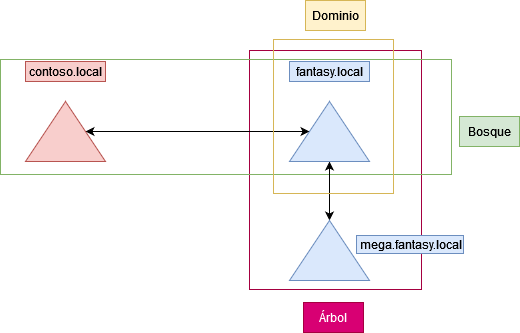 Dominio
contoso.local
fantasy.local
Bosque
mega.fantasy.local
Árbol